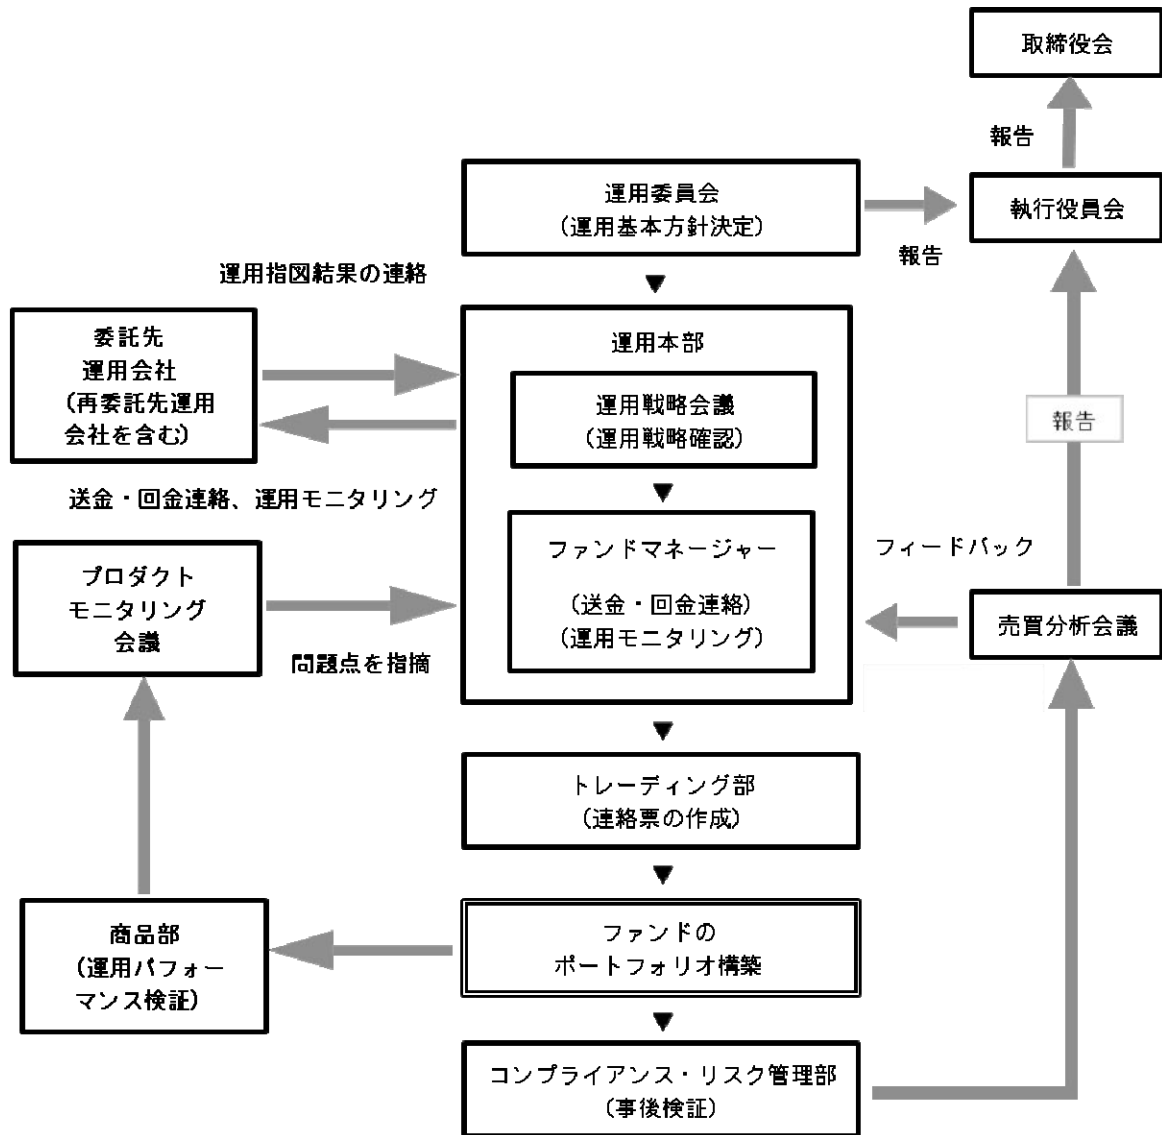 取締役会
報告
運用委員会
(運用基本方針決定)
執行役員会
報告
運用指図結果の連絡
委託先
運用会社
(再委託先運用
会社を含む)
運用本部
運用戦略会議
(運用戦略確認)
報告
送金・回金連絡、運用モニタリング
ファンドマネージャー
(送金・回金連絡)
(運用モニタリング)
フィードバック
プロダクト
モニタリング
会議
問題点を指摘
売買分析会議
トレーディング部
(連絡票の作成)
商品部
(運用パフォー
マンス検証)
ファンドの
ポートフォリオ構築
コンプライアンス・リスク管理部
(事後検証)